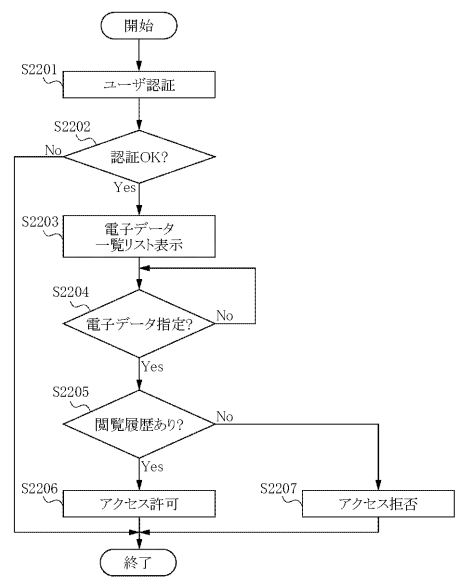 開始
S2201
ユーザ認証
S2202
認証OK?
No
Yes
S2203
電子データ
一覧リスト表示
S2204
電子データ指定?
No
Yes
S2205
閲覧履歴あり?
No
Yes
S2206
アクセス許可
S2207
アクセス拒否
終了